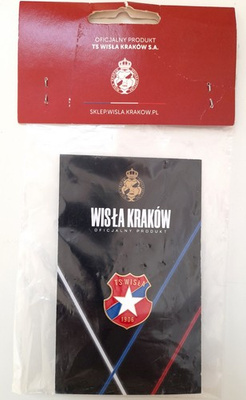 OFICJALNY PRODUKT
TS WISŁA KRAKÓW S.A.
SKLEP.WISLA.KRAKOW.PL
WISŁA KRAKÓW
OFICJALNY PRODUKT
TS WISŁA
1906